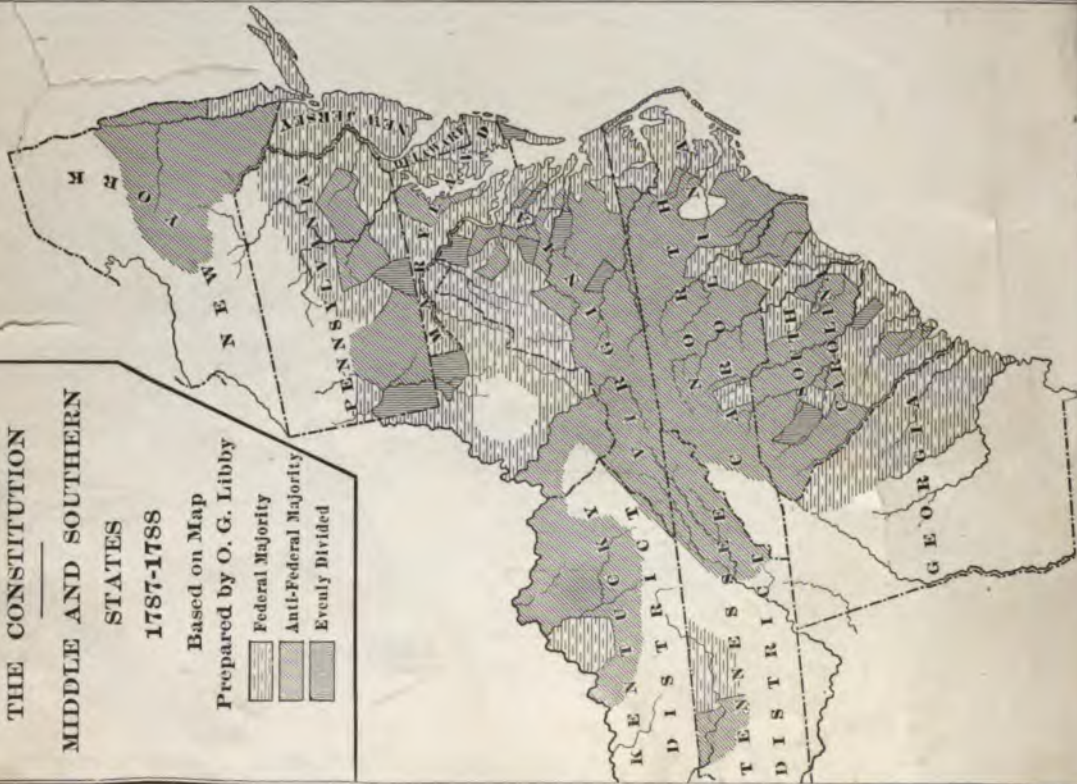 THE CONSTITUTION
MIDDLE AND SOUTHERN
STATES
1787-1788
Based on Map
Prepared by O. G. Libby
Federal Majority
Anti-Federal Majority
Evenly Divided
NEW YORK
PENNSYLVANIA
NEW JERSEY
DELAWARE
MARYLAND
VIRGINIA
KENTUCKY
DISTRICT
NORTH
CAROLINA
TENNESSEE
DISTRICT
SOUTH
CAROLINA
GEORGIA